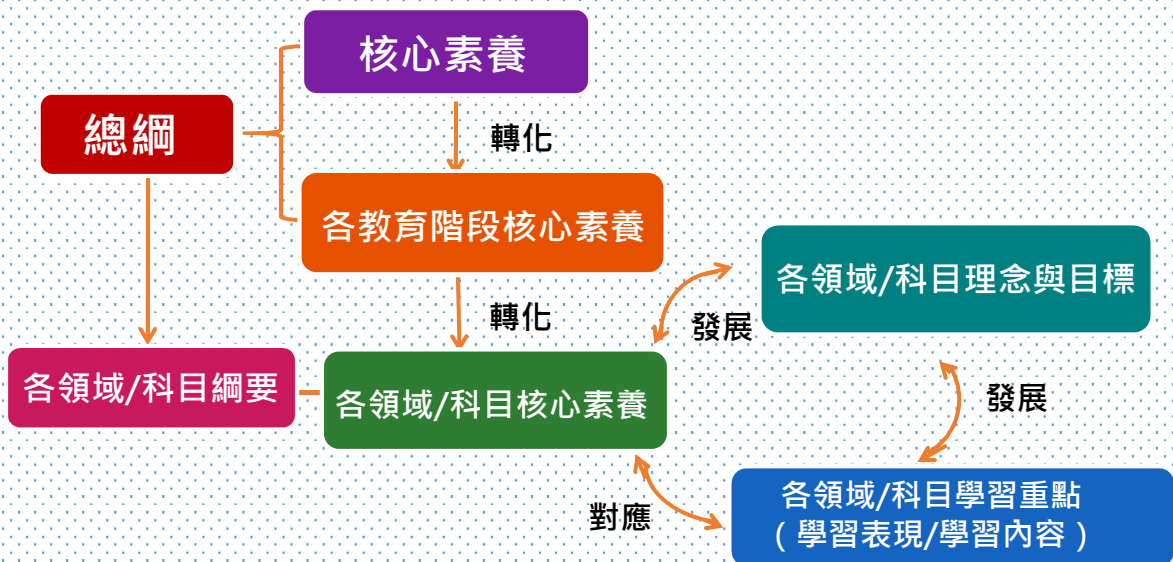 核心素養
總綱
轉化
各教育階段核心素養
各領域/科目理念與目標
轉化
發展
各領域/科目綱要
各領域/科目核心素養
發展
對應
各領域/科目學習重點
（學習表現/學習內容）